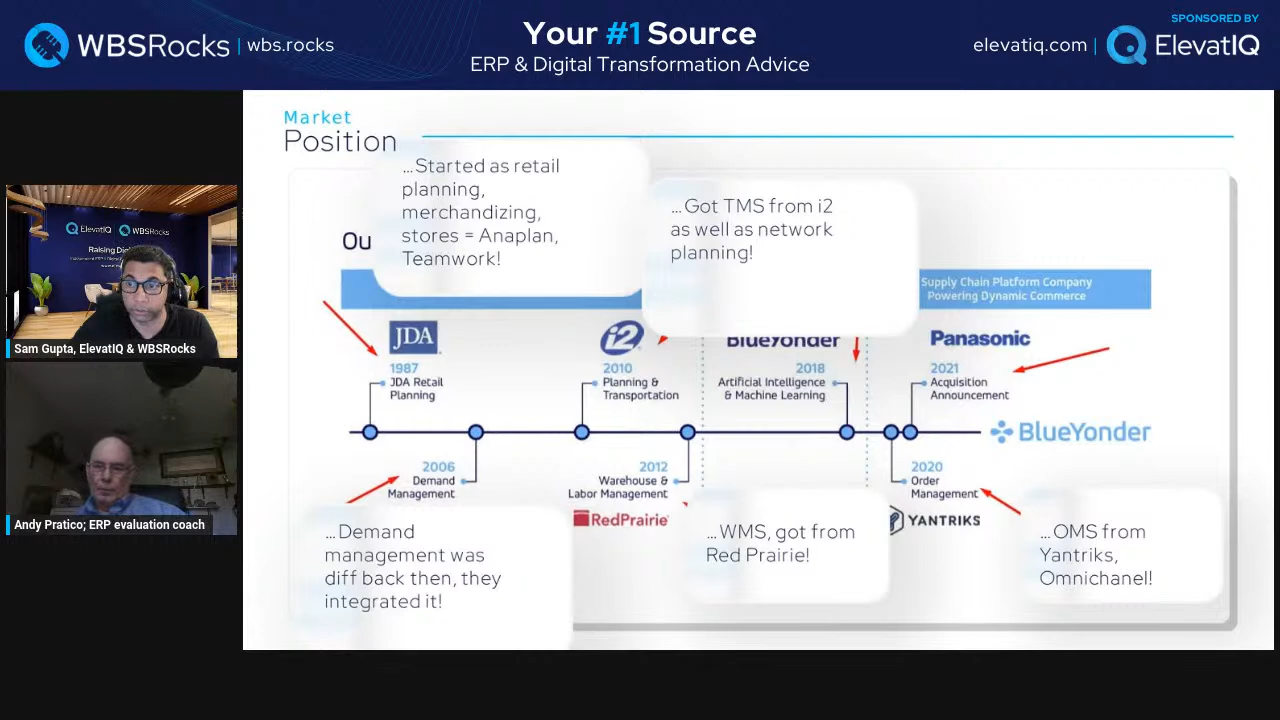 WBSRocks | wbs.rocks
Your #1 Source
ERP & Digital Transformation Advice
SPONSORED BY
elevatiq.com | ElevatIQ
Market
Position
...Started as retail
planning,
merchandizing,
stores = Anaplan,
Teamwork!
...Got TMS from i2
as well as network
planning!
Ou
Supply Chain Platform Company
Powering Dynamic Commerce
JDA
1987
JDA Retail
Planning
i2
2010
Planning &
Transportation
BlueYonder
2018
Artificial Intelligence
& Machine Learning
Panasonic
2021
Acquisition
Announcement
BlueYonder
2006
Demand
Management
2012
Warehouse &
Labor Management
RedPrairie
2020
Order
Management
YANTRIKS
...Demand
management was
diff back then, they
integrated it!
...WMS, got from
Red Prairie!
...OMS from
Yantriks,
Omnichanel!
ElevatIQ WBSRocks
Sam Gupta, ElevatIQ & WBSRocks
Andy Pratico; ERP evaluation coach